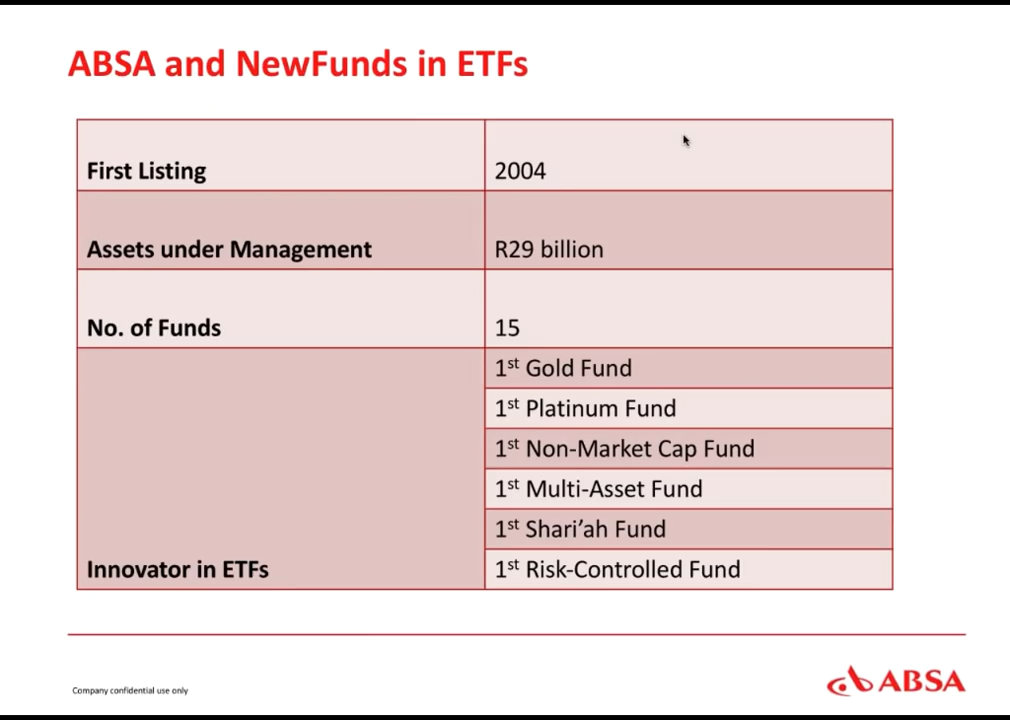 ABSA and NewFunds in ETFs
First Listing 2004
Assets under Management R29 billion
No. of Funds 15
Innovator in ETFs
1st Gold Fund
1st Platinum Fund
1st Non-Market Cap Fund
1st Multi-Asset Fund
1st Shari’ah Fund
1st Risk-Controlled Fund
Company confidential use only
ABSA